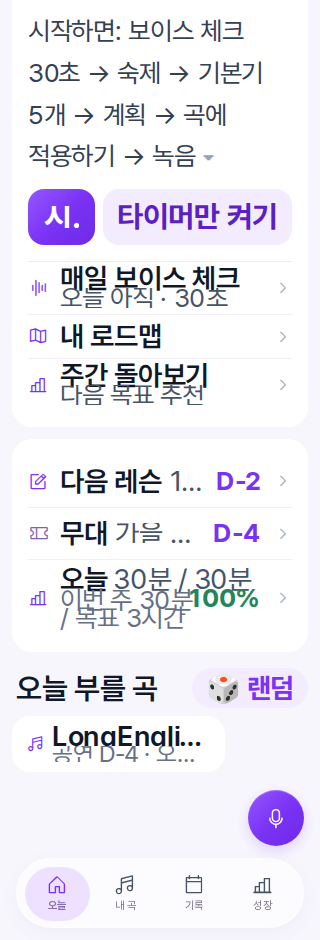 시작하면: 보이스 체크
30초 → 숙제 → 기본기
5개 → 계획 → 곡에
적용하기 → 녹음
시.
타이머만 켜기
매일 보이스 체크
오늘 아직 · 30초
내 로드맵
주간 돌아보기
다음 목표 추천
다음 레슨 1... D-2
무대 가을 ... D-4
오늘 30분 / 30분
이번 주 30분 100%
/ 목표 3시간
오늘 부를 곡
🎲 랜덤
LongEngli...
공연 D-4 · 오...
오늘
내 곡
기록
성장